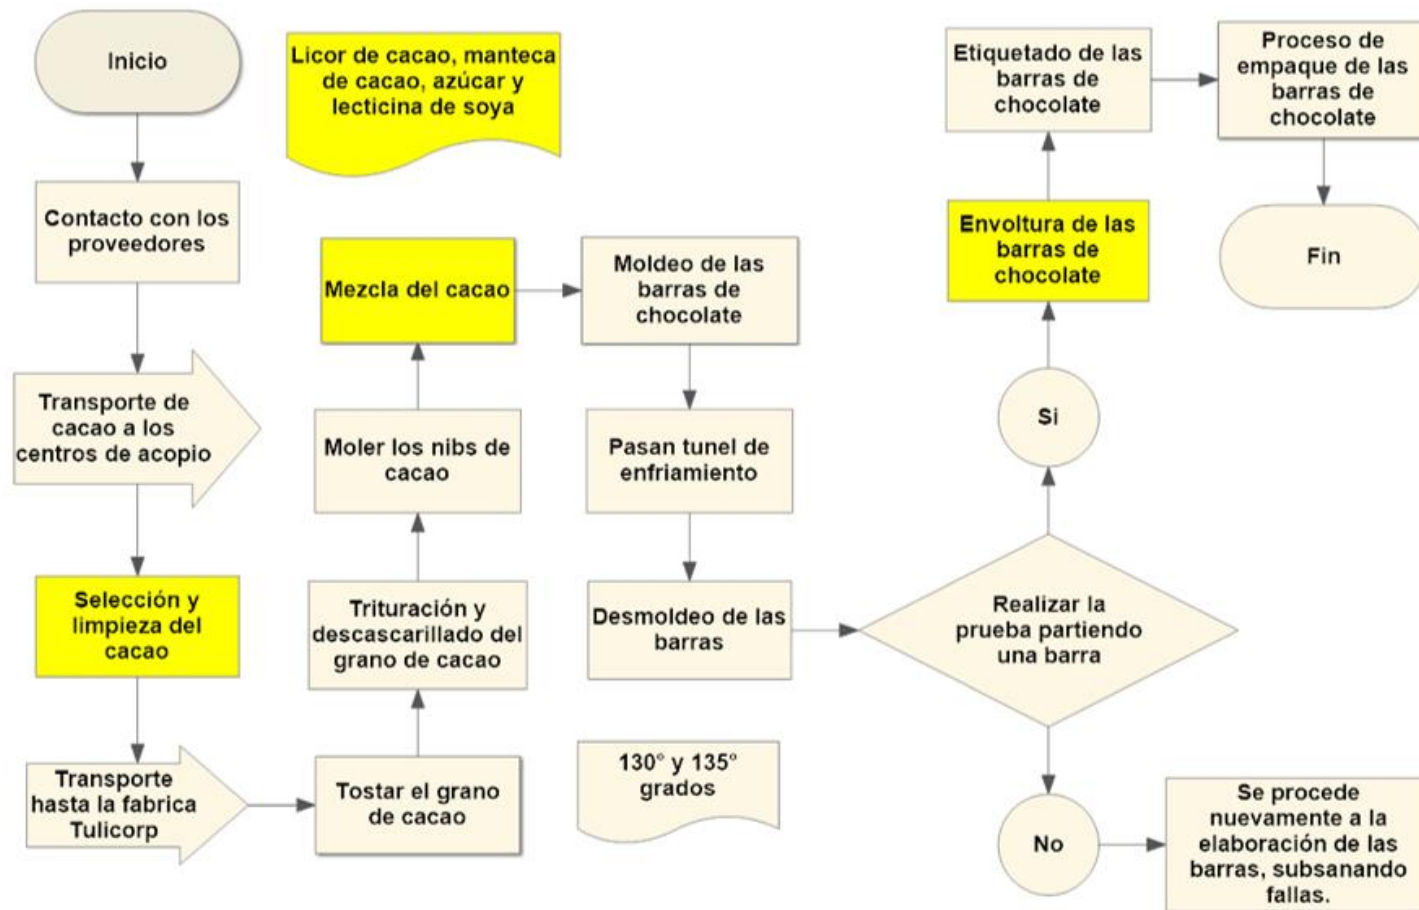 Inicio
Contacto con los
proveedores
Transporte de
cacao a los
centros de acopio
Selección y
limpieza del
cacao
Transporte
hasta la fabrica
Tulicorp
Tostar el grano
de cacao
Trituración y
descascarillado del
grano de cacao
Moler los nibs de
cacao
Mezcla del cacao
Licor de cacao, manteca
de cacao, azúcar y
lecticina de soya
Moldeo de las
barras de
chocolate
Pasan tunel de
enfriamiento
Desmoldeo de las
barras
130° y 135°
grados
Realizar la
prueba partiendo
una barra
Si
Envoltura de las
barras de
chocolate
Etiquetado de las
barras de
chocolate
Proceso de
empaque de las
barras de
chocolate
Fin
No
Se procede
nuevamente a la
elaboración de las
barras, subsanando
fallas.